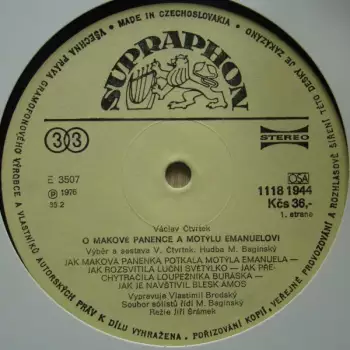 VŠECHNA PRÁVA GRAMOFONOVÉHO VÝROBCE A VLASTNÍKŮ AUTORSKÝCH PRÁV K DÍLU VYHRAŽENA. POŘIZOVÁNÍ KOPIÍ, VEŘEJNÉ PROVOZOVÁNÍ A ROZHLASOVÉ ŠÍŘENÍ TÉTO DESKY JE ZAKÁZÁNO • MADE IN CZECHOSLOVAKIA •
SUPRAPHON
33
STEREO
E 3507
℗ 1976
35 2
OSA
1118 1944
Kčs 36,-
1. strana
Václav Čtvrtek
O MAKOVÉ PANENCE A MOTÝLU EMANUELOVI
Výběr a sestava V. Čtvrtek. Hudba M. Baginský
JAK MAKOVÁ PANENKA POTKALA MOTÝLA EMANUELA —
JAK ROZSVÍTILA LUČNÍ SVĚTÝLKO — JAK PŘE-
CHYTRAČILA LOUPEŽNÍKA BURÁSKA —
JAK JE NAVŠTÍVIL BLESK AMOS
Vypravuje Vlastimil Brodský
Soubor sólistů řídí M. Baginský
Režie Jiří Šrámek